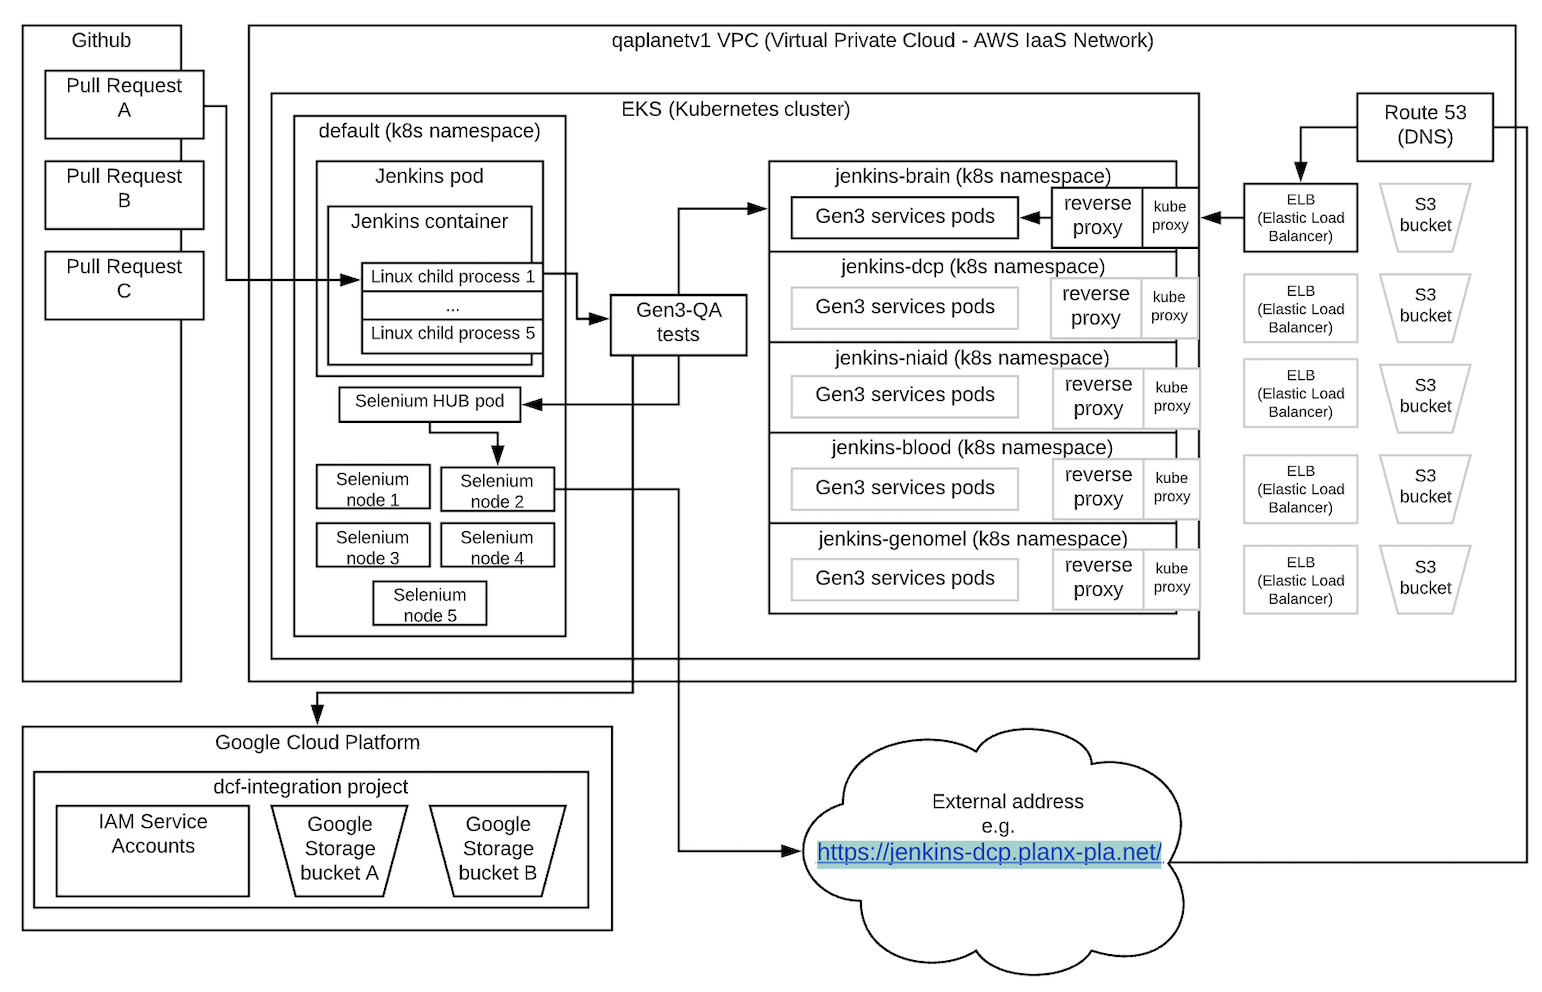 Github
Pull Request
A
Pull Request
B
Pull Request
C
qaplanetv1 VPC (Virtual Private Cloud - AWS IaaS Network)
EKS (Kubernetes cluster)
default (k8s namespace)
Jenkins pod
Jenkins container
Linux child process 1
...
Linux child process 5
Selenium HUB pod
Selenium
node 1
Selenium
node 2
Selenium
node 3
Selenium
node 4
Selenium
node 5
Gen3-QA
tests
jenkins-brain (k8s namespace)
Gen3 services pods
reverse
proxy
kube
proxy
jenkins-dcp (k8s namespace)
Gen3 services pods
reverse
proxy
kube
proxy
jenkins-niaid (k8s namespace)
Gen3 services pods
reverse
proxy
kube
proxy
jenkins-blood (k8s namespace)
Gen3 services pods
reverse
proxy
kube
proxy
jenkins-genomel (k8s namespace)
Gen3 services pods
reverse
proxy
kube
proxy
Route 53
(DNS)
ELB
(Elastic Load
Balancer)
S3
bucket
ELB
(Elastic Load
Balancer)
S3
bucket
ELB
(Elastic Load
Balancer)
S3
bucket
ELB
(Elastic Load
Balancer)
S3
bucket
ELB
(Elastic Load
Balancer)
S3
bucket
Google Cloud Platform
dcf-integration project
IAM Service
Accounts
Google
Storage
bucket A
Google
Storage
bucket B
External address
e.g.
https://jenkins-dcp.planx-pla.net/